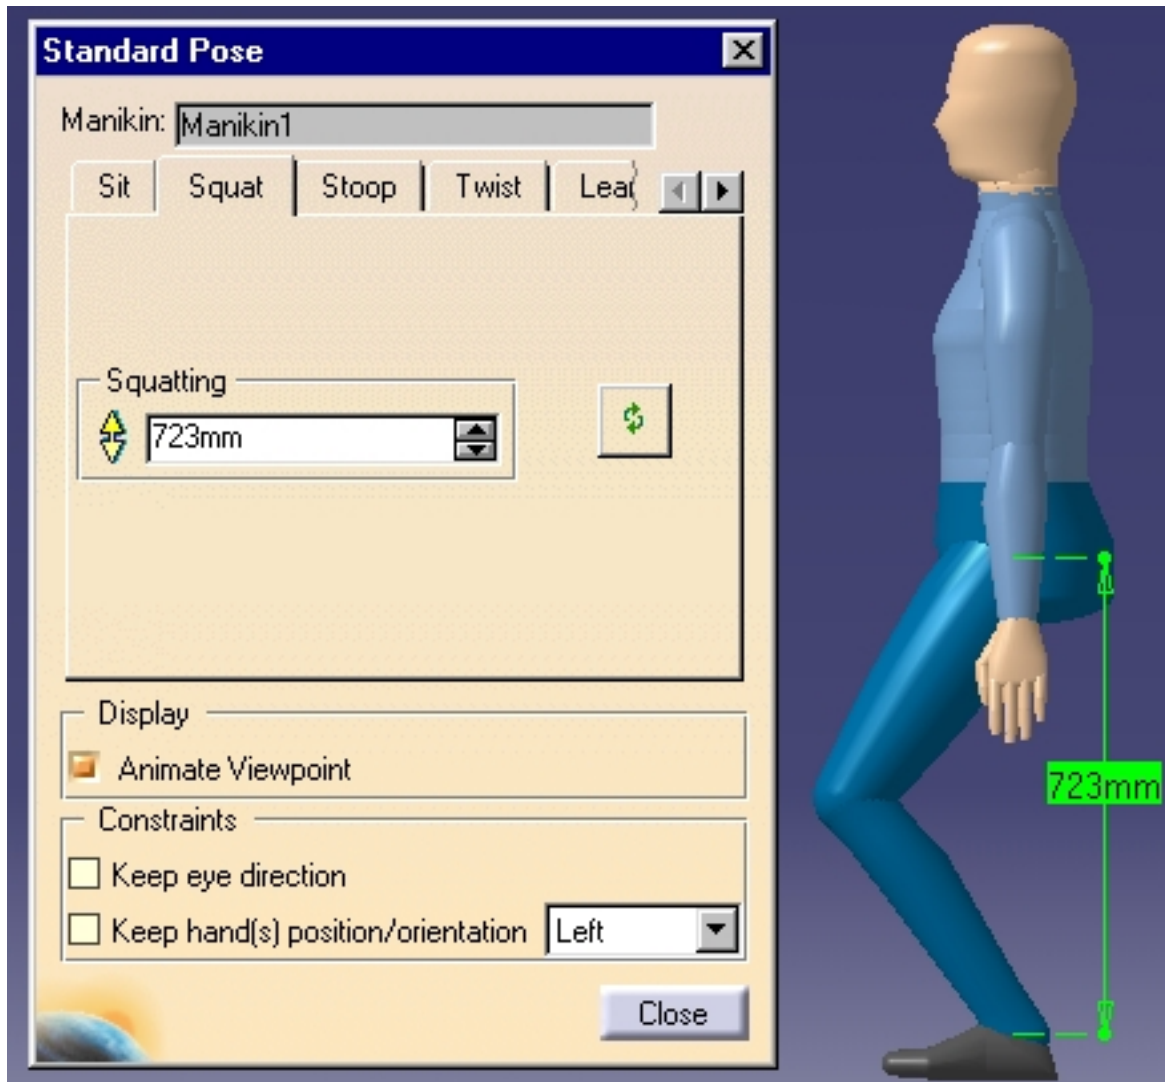 Standard Pose
Manikin: Manikin1
Sit Squat Stoop Twist
Squatting
723mm
Display
Animate Viewpoint
723mm
Constraints
Keep eye direction
Keep hand(s) position/orientation Left
Close